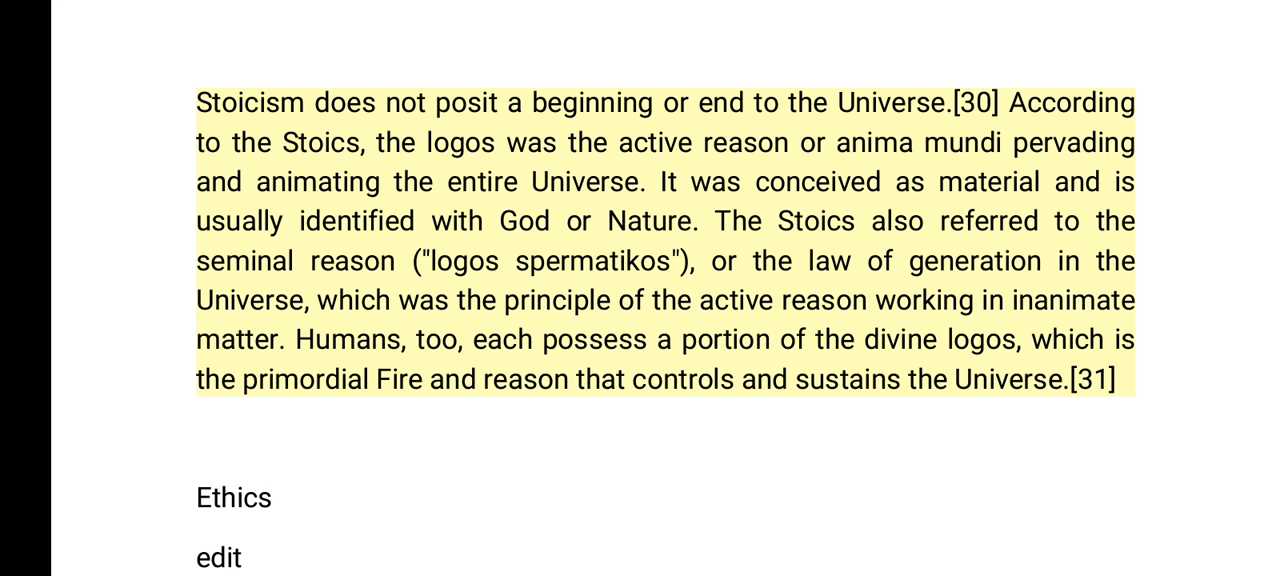 Stoicism does not posit a beginning or end to the Universe.[30] According
to the Stoics, the logos was the active reason or anima mundi pervading
and animating the entire Universe. It was conceived as material and is
usually identified with God or Nature. The Stoics also referred to the
seminal reason ("logos spermatikos"), or the law of generation in the
Universe, which was the principle of the active reason working in inanimate
matter. Humans, too, each possess a portion of the divine logos, which is
the primordial Fire and reason that controls and sustains the Universe.[31]
Ethics
edit